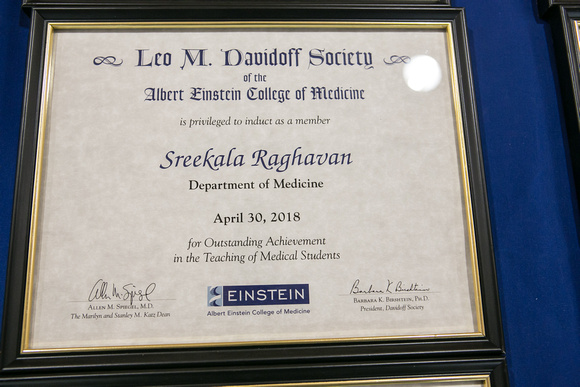 Leo M. Davidoff Society
of the
Albert Einstein College of Medicine
is privileged to induct as a member
Sreekala Raghavan
Department of Medicine
April 30, 2018
for Outstanding Achievement
in the Teaching of Medical Students
Allen M. Spiegel, M.D.
The Marilyn and Stanley M. Katz Dean
EINSTEIN
Albert Einstein College of Medicine
Barbara K. Birshtein
Barbara K. Birshtein, Ph.D.
President, Davidoff Society